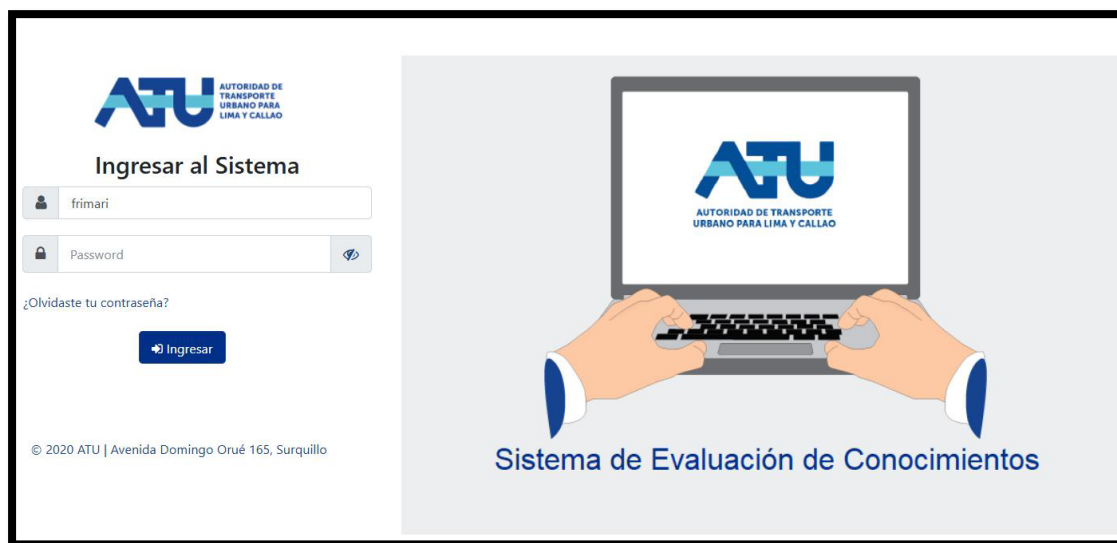 ATU
AUTORIDAD DE
TRANSPORTE
URBANO PARA
LIMA Y CALLAO
Ingresar al Sistema
frimari
Password
¿Olvidaste tu contraseña?
Ingresar
© 2020 ATU | Avenida Domingo Orué 165, Surquillo
ATU
AUTORIDAD DE TRANSPORTE
URBANO PARA LIMA Y CALLAO
Sistema de Evaluación de Conocimientos